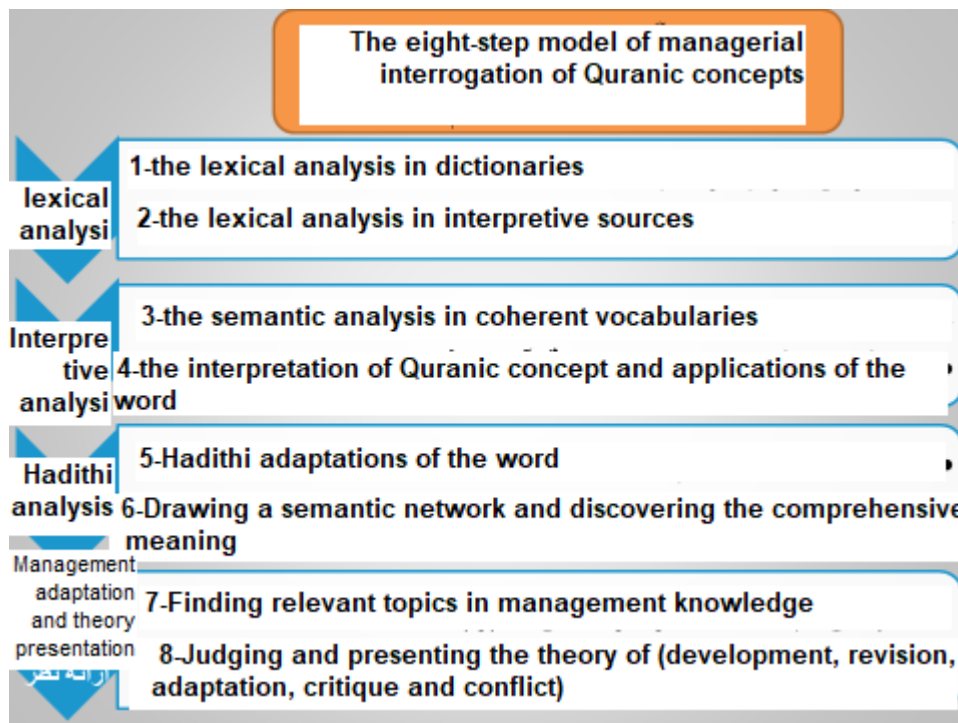 The eight-step model of managerial
interrogation of Quranic concepts
lexical
analysi
1-the lexical analysis in dictionaries
2-the lexical analysis in interpretive sources
Interpre
tive
analysi
3-the semantic analysis in coherent vocabularies
4-the interpretation of Quranic concept and applications of the
word
Hadithi
analysis
5-Hadithi adaptations of the word
6-Drawing a semantic network and discovering the comprehensive
meaning
Management
adaptation
and theory
presentation
7-Finding relevant topics in management knowledge
8-Judging and presenting the theory of (development, revision,
adaptation, critique and conflict)